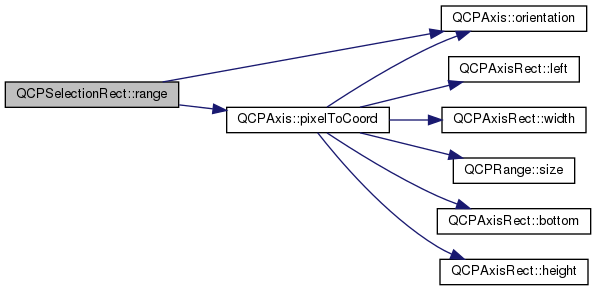 QCPSelectionRect::range
QCPAxis::pixelToCoord
QCPAxis::orientation
QCPAxisRect::left
QCPAxisRect::width
QCPRange::size
QCPAxisRect::bottom
QCPAxisRect::height